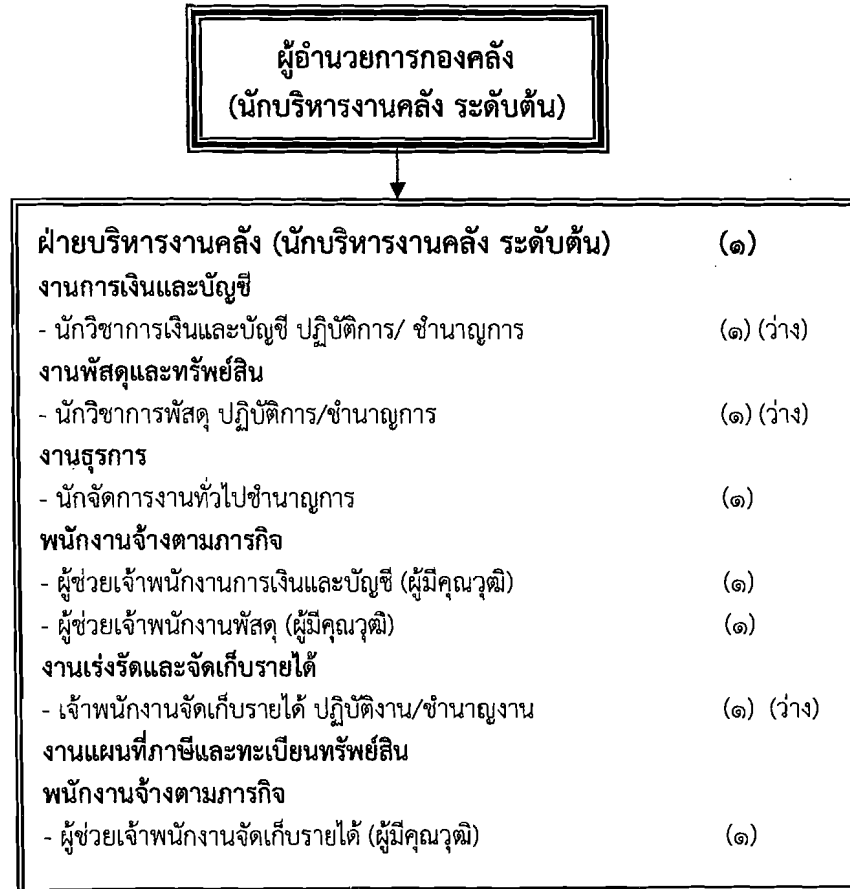 ผู้อำนวยการกองคลัง
(นักบริหารงานคลัง ระดับต้น)
ฝ่ายบริหารงานคลัง (นักบริหารงานคลัง ระดับต้น) (๑)
งานการเงินและบัญชี
- นักวิชาการเงินและบัญชี ปฏิบัติการ/ ชำนาญการ (๑) (ว่าง)
งานพัสดุและทรัพย์สิน
- นักวิชาการพัสดุ ปฏิบัติการ/ชำนาญการ (๑) (ว่าง)
งานธุรการ
- นักจัดการงานทั่วไปชำนาญการ (๑)
พนักงานจ้างตามภารกิจ
- ผู้ช่วยเจ้าพนักงานการเงินและบัญชี (ผู้มีคุณวุฒิ) (๑)
- ผู้ช่วยเจ้าพนักงานพัสดุ (ผู้มีคุณวุฒิ) (๑)
งานเร่งรัดและจัดเก็บรายได้
- เจ้าพนักงานจัดเก็บรายได้ ปฏิบัติงาน/ชำนาญงาน (๑) (ว่าง)
งานแผนที่ภาษีและทะเบียนทรัพย์สิน
พนักงานจ้างตามภารกิจ
- ผู้ช่วยเจ้าพนักงานจัดเก็บรายได้ (ผู้มีคุณวุฒิ) (๑)